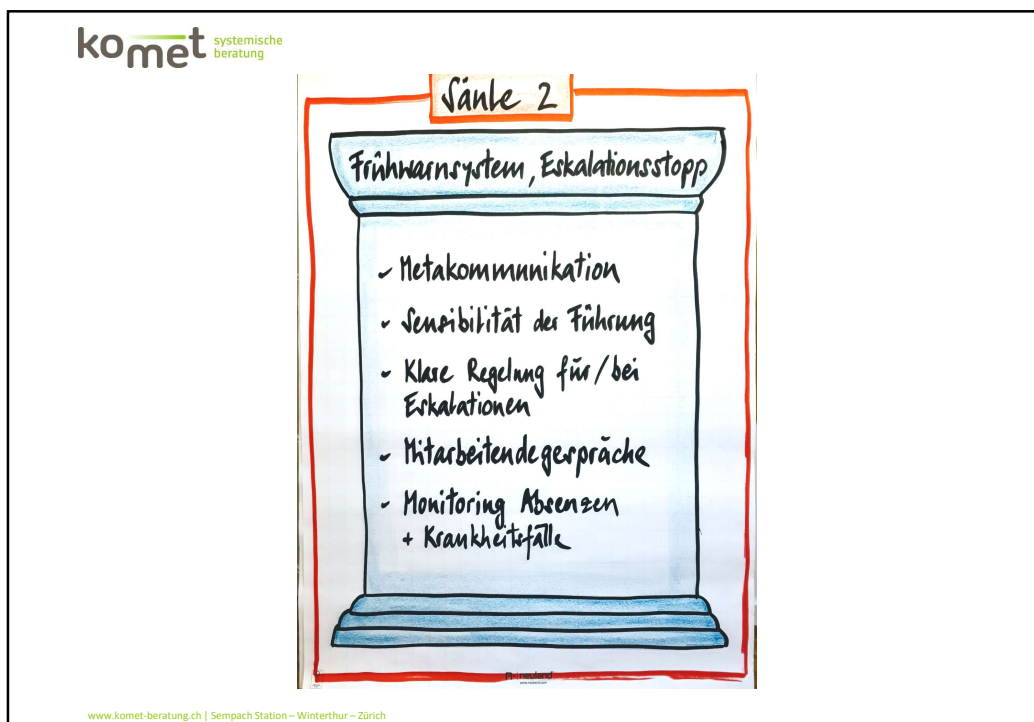 komet systemische
beratung
Säule 2
Frühwarnsystem, Eskalationsstopp
Metakommunikation
Sensibilität der Führung
Klare Regelung für/bei
Eskalationen
Mitarbeitendegespräche
Monitoring Absenzen
+ Krankheitsfälle
neuland
www.komet-beratung.ch | Sempach Station – Winterthur – Zürich